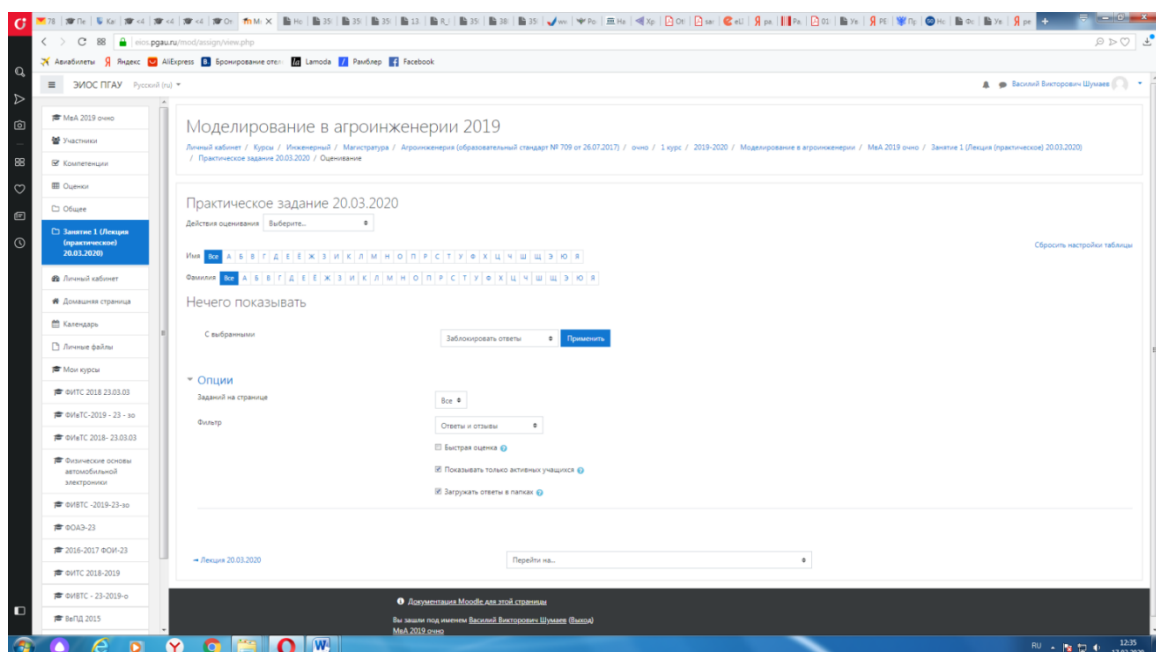 eios.pgau.ru/mod/assign/view.php
Авиабилеты Яндекс AliExpress Бронирование отел Lamoda Рамблер Facebook
ЭИОС ПГАУ Русский (ru) Василий Викторович Шумаев
МвА 2019 очно
Участники
Компетенции
Оценки
Общее
Занятие 1 (Лекция
(практическое)
20.03.2020)
Личный кабинет
Домашняя страница
Календарь
Личные файлы
Мои курсы
ФИТС 2018 23.03.03
ФИвТС-2019 - 23 - зо
ФИвТС 2018- 23.03.03
Физические основы
автомобильной
электроники
ФИВТС -2019-23-зо
ФОАЭ-23
2016-2017 ФОИ-23
ФИТС 2018-2019
ФИВТС - 23-2019-о
ВеПД 2015
Моделирование в агроинженерии 2019
Личный кабинет / Курсы / Инженерный / Магистратура / Агроинженерия (образовательный стандарт № 709 от 26.07.2017) / очно / 1 курс / 2019-2020 / Моделирование в агроинженерии / МвА 2019 очно / Занятие 1 (Лекция (практическое) 20.03.2020)
/ Практическое задание 20.03.2020 / Оценивание
Практическое задание 20.03.2020
Действия оценивания Выберите...
Сбросить настройки таблицы
Имя Все А Б В Г Д Е Ё Ж З И К Л М Н О П Р С Т У Ф Х Ц Ч Ш Щ Э Ю Я
Фамилия Все А Б В Г Д Е Ё Ж З И К Л М Н О П Р С Т У Ф Х Ц Ч Ш Щ Э Ю Я
Нечего показывать
С выбранными Заблокировать ответы Применить
Опции
Заданий на странице Все
Фильтр Ответы и отзывы
Быстрая оценка
Показывать только активных учащихся
Загружать ответы в папках
Лекция 20.03.2020 Перейти на...
Документация Moodle для этой страницы
Вы зашли под именем Василий Викторович Шумаев (Выход)
МвА 2019 очно
RU 12:35